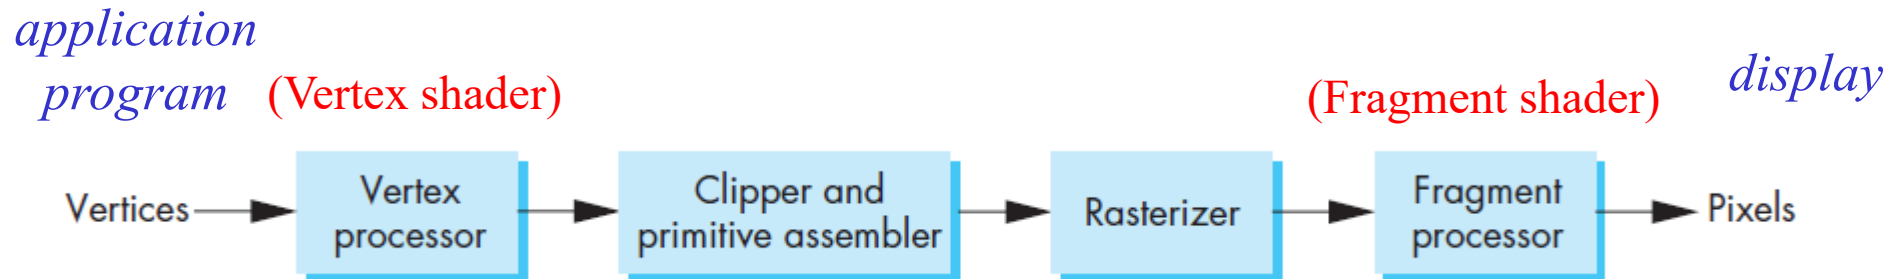 application
program
(Vertex shader)
(Fragment shader)
display
Vertices
Vertex
processor
Clipper and
primitive assembler
Rasterizer
Fragment
processor
Pixels